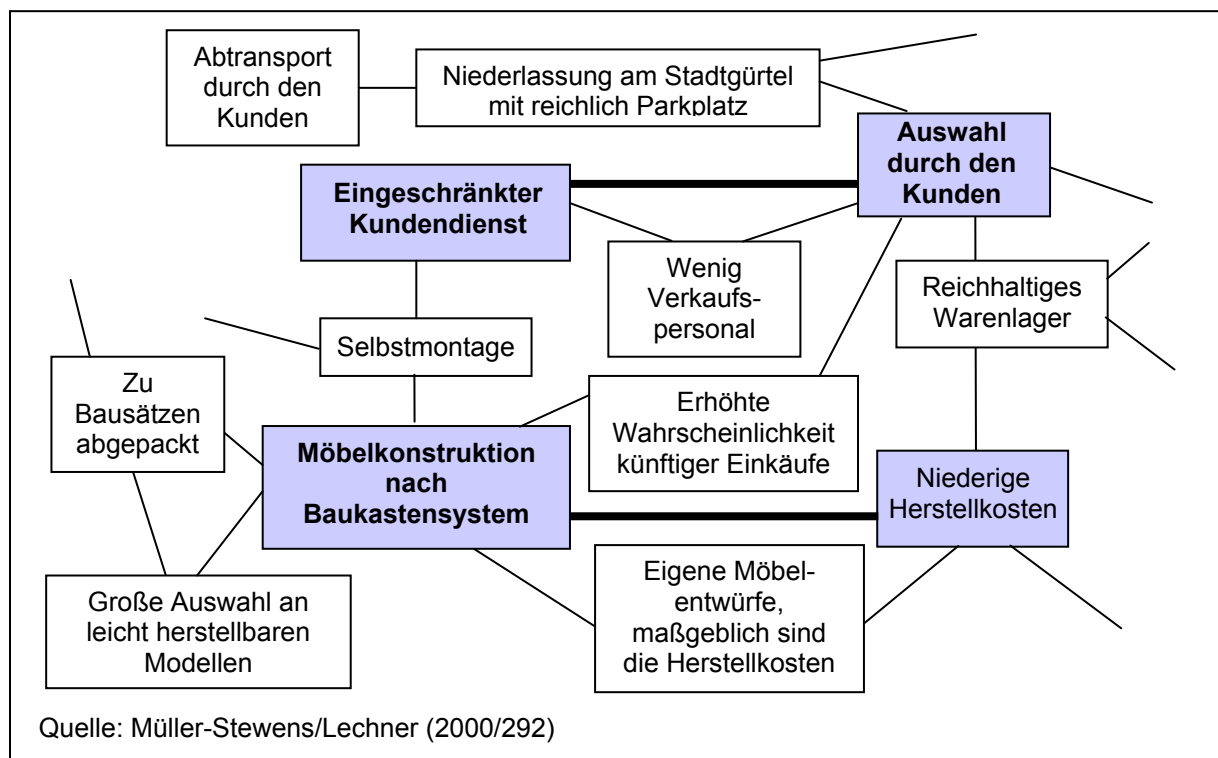 Abtransport
durch den
Kunden
Niederlassung am Stadtgürtel
mit reichlich Parkplatz
Auswahl
durch den
Kunden
Eingeschränkter
Kundendienst
Wenig
Verkaufs-
personal
Reichhaltiges
Warenlager
Selbstmontage
Zu
Bausätzen
abgepackt
Erhöhte
Wahrscheinlichkeit
künftiger Einkäufe
Möbelkonstruktion
nach
Baukastensystem
Niederige
Herstellkosten
Eigene Möbel-
entwürfe,
maßgeblich sind
die Herstellkosten
Große Auswahl an
leicht herstellbaren
Modellen
Quelle: Müller-Stewens/Lechner (2000/292)